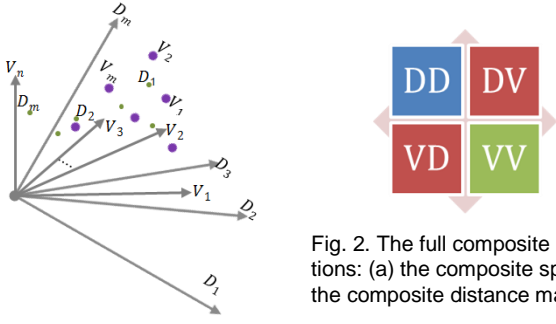 D_m
V_n
V_m
V_2
D_1
V_1
D_m
D_2
V_3
V_2
....
D_3
V_1
D_2
D_1
DD DV
VD VV
Fig. 2. The full composite
tions: (a) the composite sp
the composite distance ma